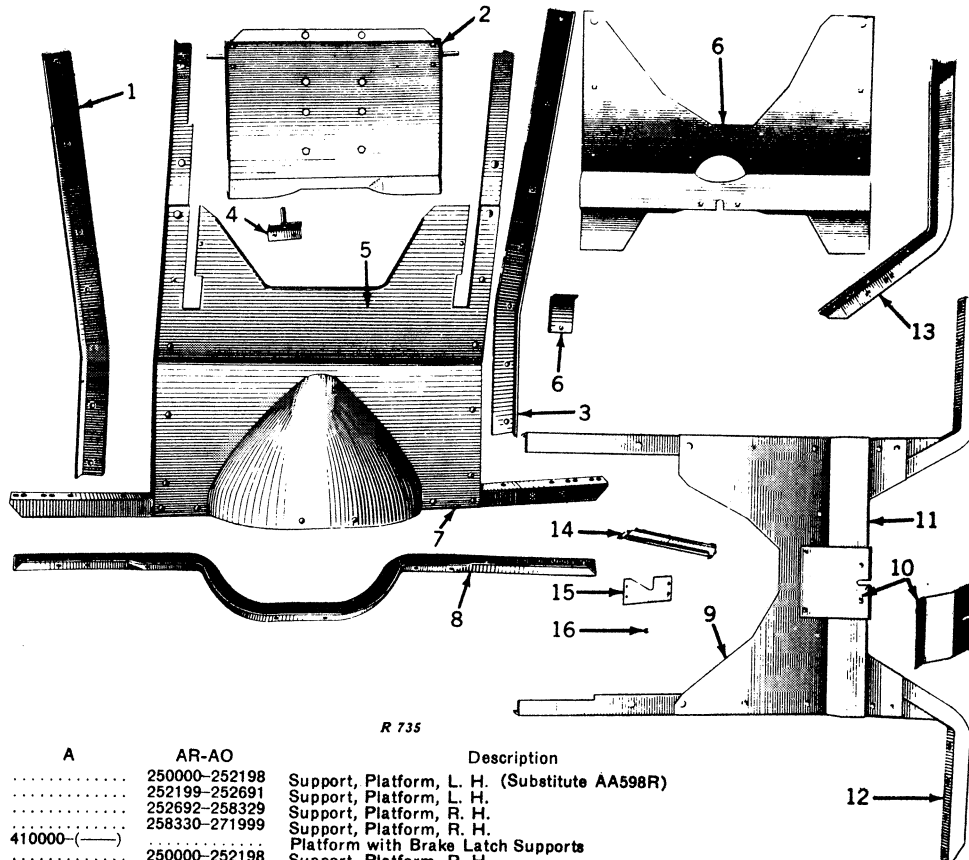 1
2
6
4
5
13
6
3
7
14
11
15
10
16
9
8
12
R 735
A AR-AO Description
............. 250000-252198 Support, Platform, L. H. (Substitute AA598R)
............. 252199-252691 Support, Platform, L. H.
............. 252692-258329 Support, Platform, R. H.
............. 258330-271999 Support, Platform, R. H.
410000-(——) ............. Platform with Brake Latch Supports
............. 250000-252198 Support, Platform, R. H.